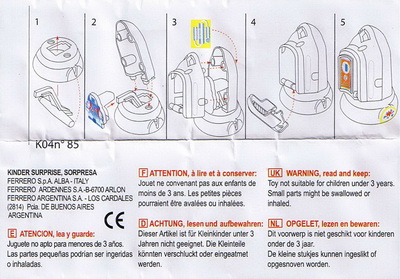 1
2
3
4
5
K04n° 85
KINDER SURPRISE, SORPRESA
FERRERO S.p.A. ALBA - ITALY
FERRERO ARDENNES S.A.-B-6700 ARLON
FERRERO ARGENTINA S.A. - LOS CARDALES
(2814) Pcia. DE BUENOS AIRES
ARGENTINA
CE
E ATENCION, lea y guarde:
Juguete no apto para menores de 3 años.
Las partes pequeñas podrían ser ingeridas
o inhaladas.
F ATTENTION, à lire et à conserver:
Jouet ne convenant pas aux enfants de
moins de 3 ans. Les petites pièces
pourraient être avalées ou inhalées.
D ACHTUNG, lesen und aufbewahren:
Dieser Artikel ist für Kleinkinder unter 3
Jahren nicht geeignet. Die Kleinteile
könnten verschluckt oder eingeatmet
werden.
UK WARNING, read and keep:
Toy not suitable for children under 3 years.
Small parts might be swallowed or
inhaled.
NL OPGELET, lezen en bewaren:
Dit voorwerp is niet geschikt voor kinderen
onder de 3 jaar.
De kleine stukjes kunnen ingeslikt of
opgesnoven worden.